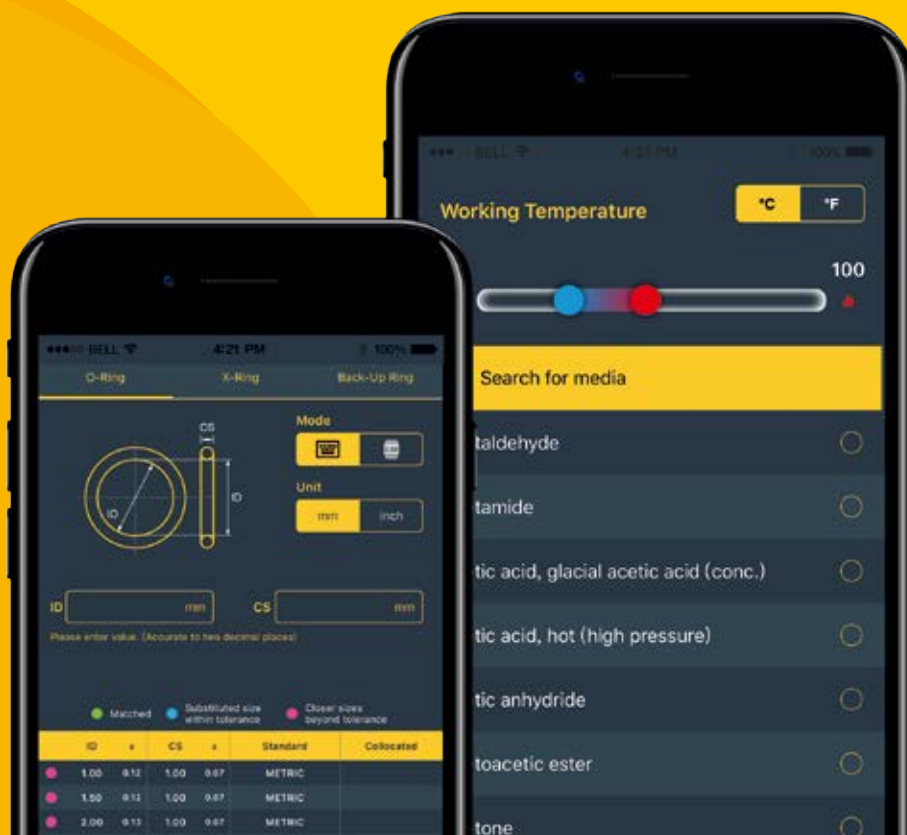 BELL 4:21 PM 100%
Working Temperature °C °F
100
Search for media
taldehyde
tamide
tic acid, glacial acetic acid (conc.)
tic acid, hot (high pressure)
tic anhydride
toacetic ester
tone
BELL 4:21 PM 100%
O-Ring X-Ring Back-Up Ring
CS
ID
ID
Mode
Unit
mm inch
ID mm CS mm
Please enter value. (Accurate to two decimal places)
Matched Substituted size within tolerance Closer sizes beyond tolerance
ID ± CS ± Standard Collocated
1.00 0.12 1.00 0.07 METRIC
1.50 0.12 1.00 0.07 METRIC
2.00 0.13 1.00 0.07 METRIC